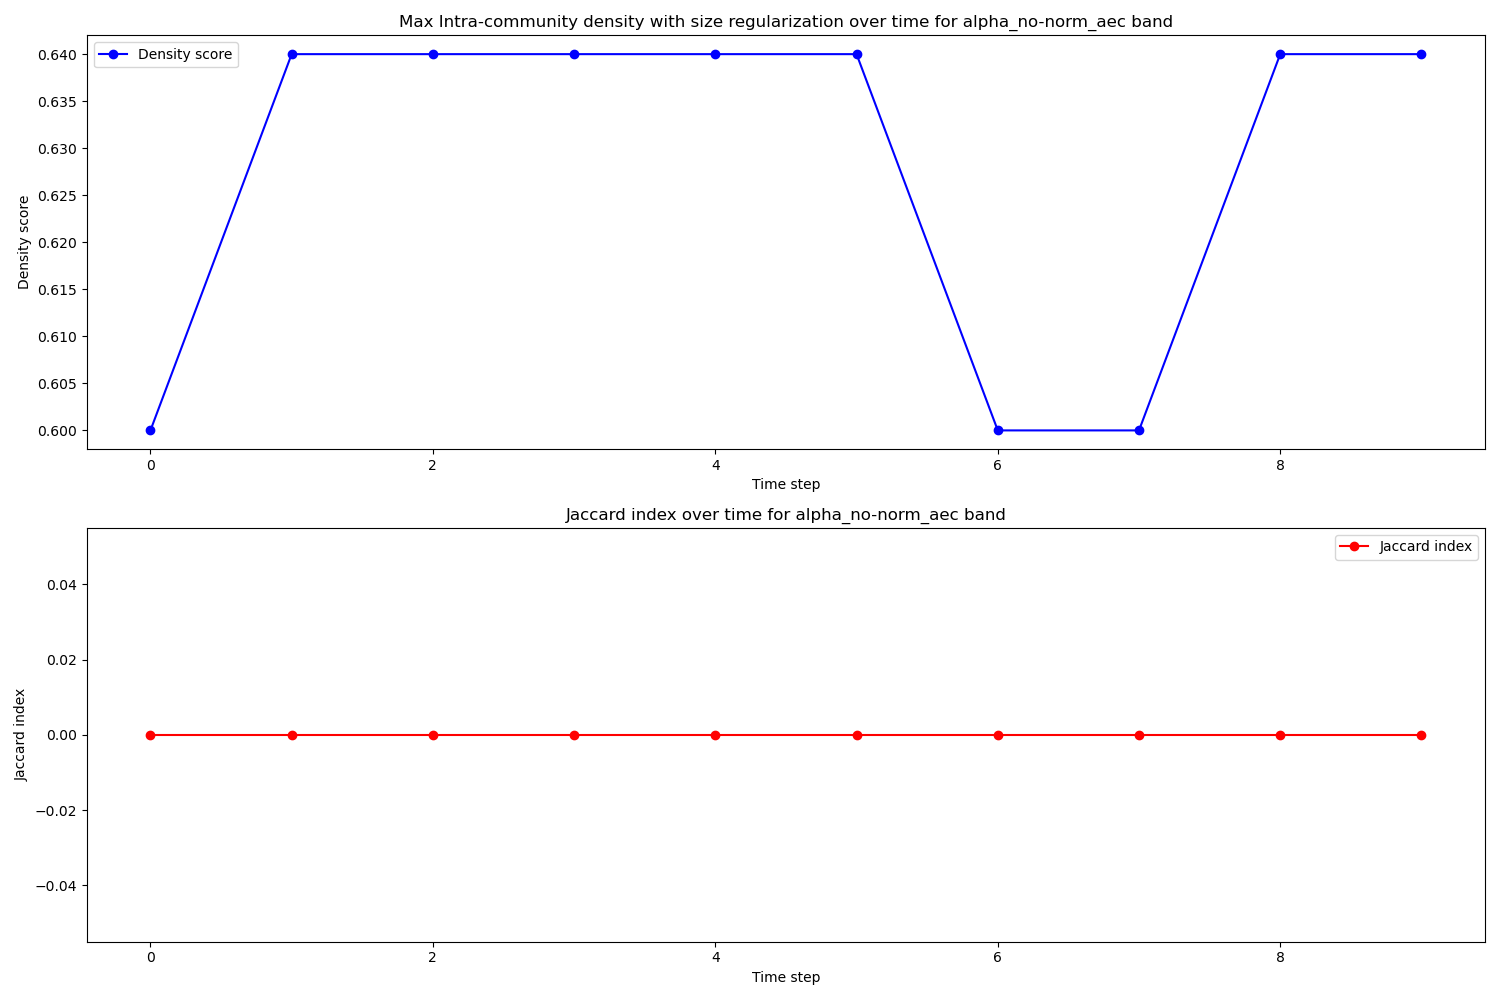 Max Intra-community density with size regularization over time for alpha_no-norm_aec band
Density score
0.640
0.635
0.630
0.625
0.620
0.615
0.610
0.605
0.600
Density score
0 2 4 6 8
Time step
Jaccard index over time for alpha_no-norm_aec band
Jaccard index
0.04
0.02
0.00
−0.02
−0.04
Jaccard index
0 2 4 6 8
Time step